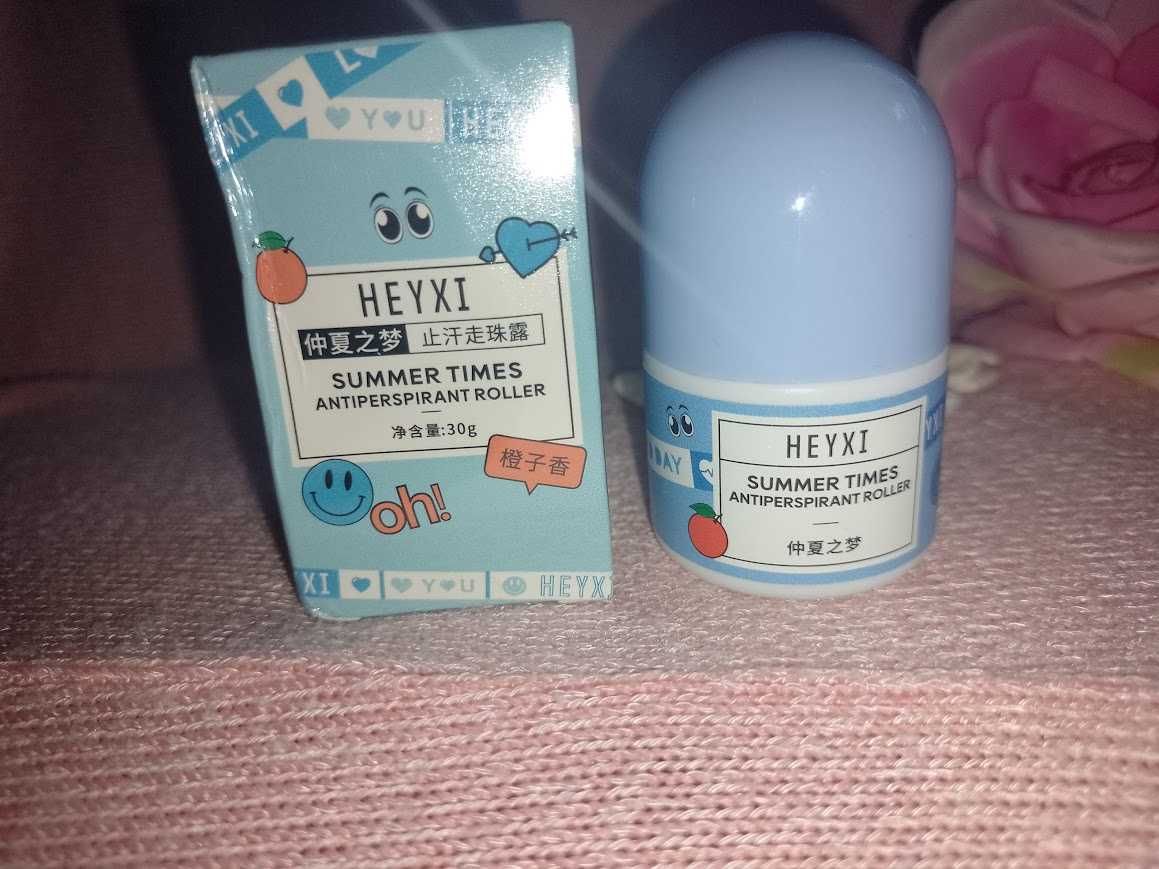 XI L
Y U HE
HEYXI
仲夏之梦 止汗走珠露
SUMMER TIMES
ANTIPERSPIRANT ROLLER
净含量:30g
橙子香
oh!
XI Y U HEYX
DAY
HEYXI
SUMMER TIMES
ANTIPERSPIRANT ROLLER
仲夏之梦